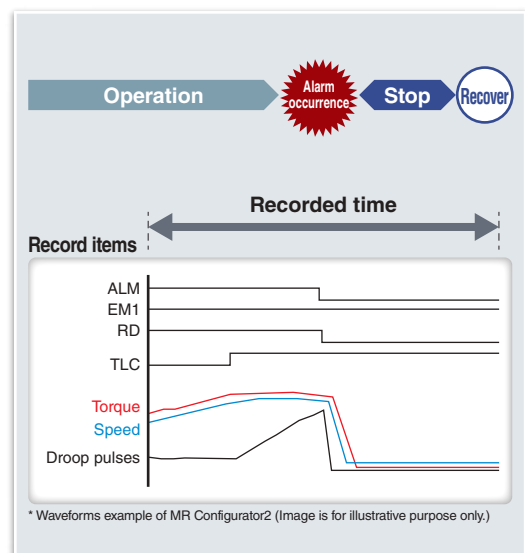 Operation
Alarm
occurrence
Stop
Recover
Recorded time
Record items
ALM
EM1
RD
TLC
Torque
Speed
Droop pulses
* Waveforms example of MR Configurator2 (Image is for illustrative purpose only.)